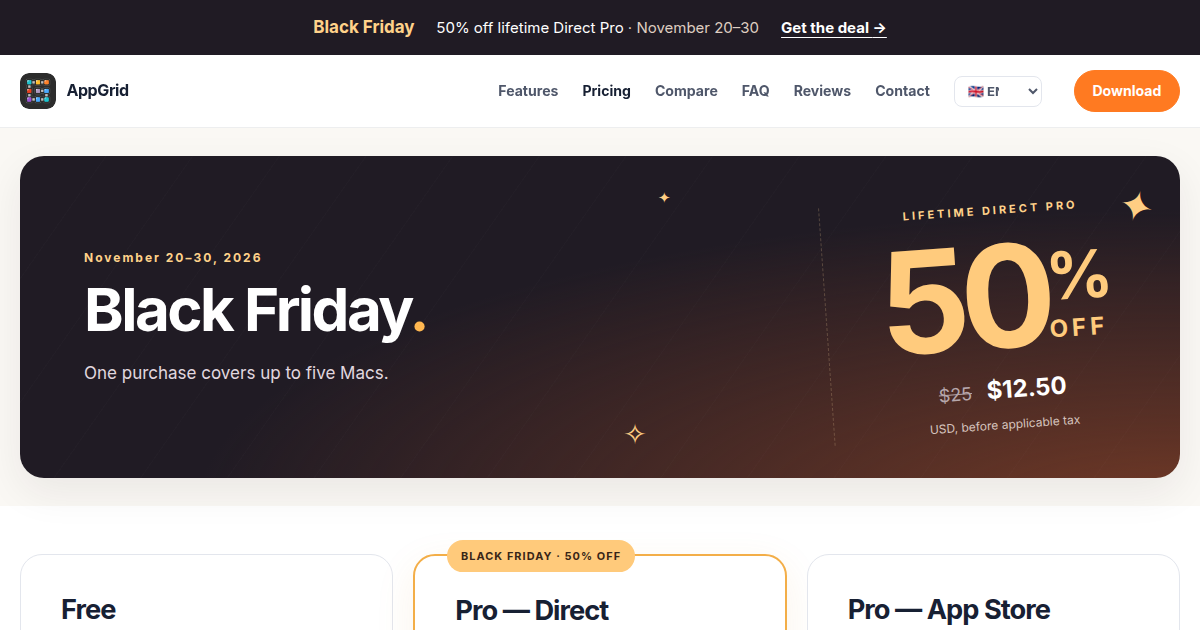 Black Friday 50% off lifetime Direct Pro · November 20–30 Get the deal →
AppGrid
Features Pricing Compare FAQ Reviews Contact
Download
November 20–30, 2026
Black Friday.
One purchase covers up to five Macs.
LIFETIME DIRECT PRO
50%
OFF
$25 $12.50
USD, before applicable tax
BLACK FRIDAY · 50% OFF
Free
Pro — Direct
Pro — App Store